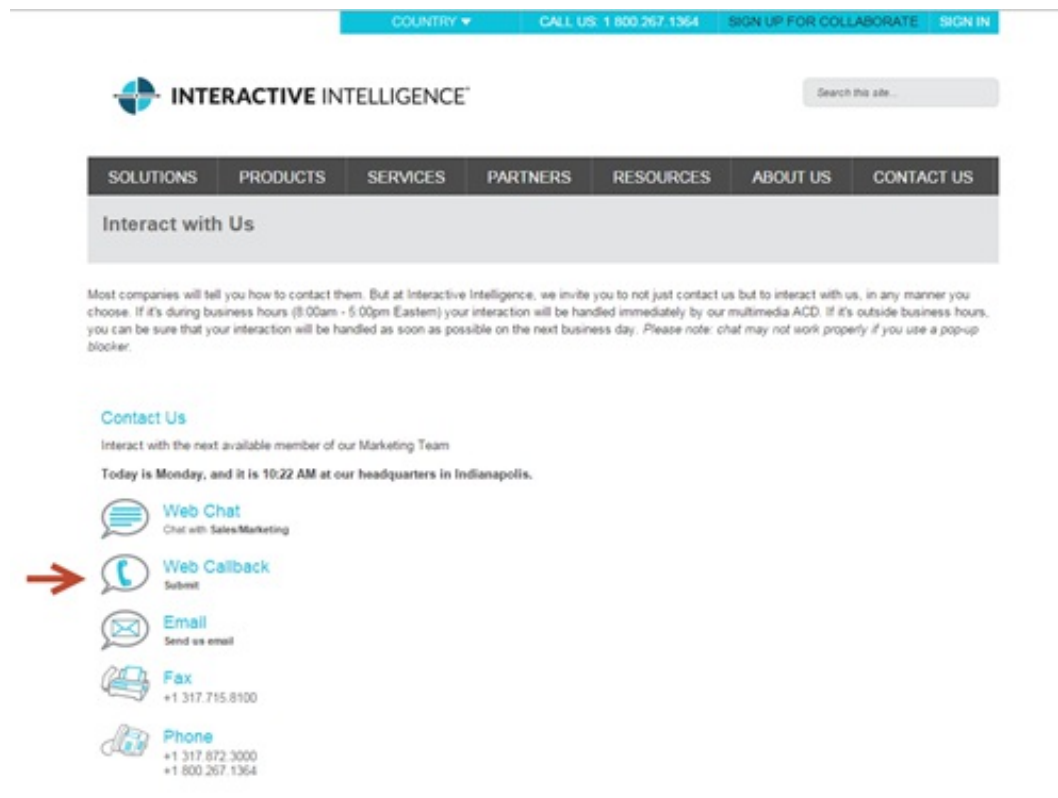 COUNTRY
CALL US: 1 800.267.1364
SIGN UP FOR COLLABORATE
SIGN IN
INTERACTIVE INTELLIGENCE
Search this site...
SOLUTIONS PRODUCTS SERVICES PARTNERS RESOURCES ABOUT US CONTACT US
Interact with Us
Most companies will tell you how to contact them. But at Interactive Intelligence, we invite you to not just contact us but to interact with us, in any manner you
choose. If it's during business hours (8:00am - 5:00pm Eastern) your interaction will be handled immediately by our multimedia ACD. If it's outside business hours,
you can be sure that your interaction will be handled as soon as possible on the next business day. Please note: chat may not work properly if you use a pop-up
blocker.
Contact Us
Interact with the next available member of our Marketing Team
Today is Monday, and it is 10:22 AM at our headquarters in Indianapolis.
Web Chat
Chat with Sales/Marketing
Web Callback
Submit
Email
Send us email
Fax
+1 317.715.8100
Phone
+1 317.872.3000
+1 800.267.1364